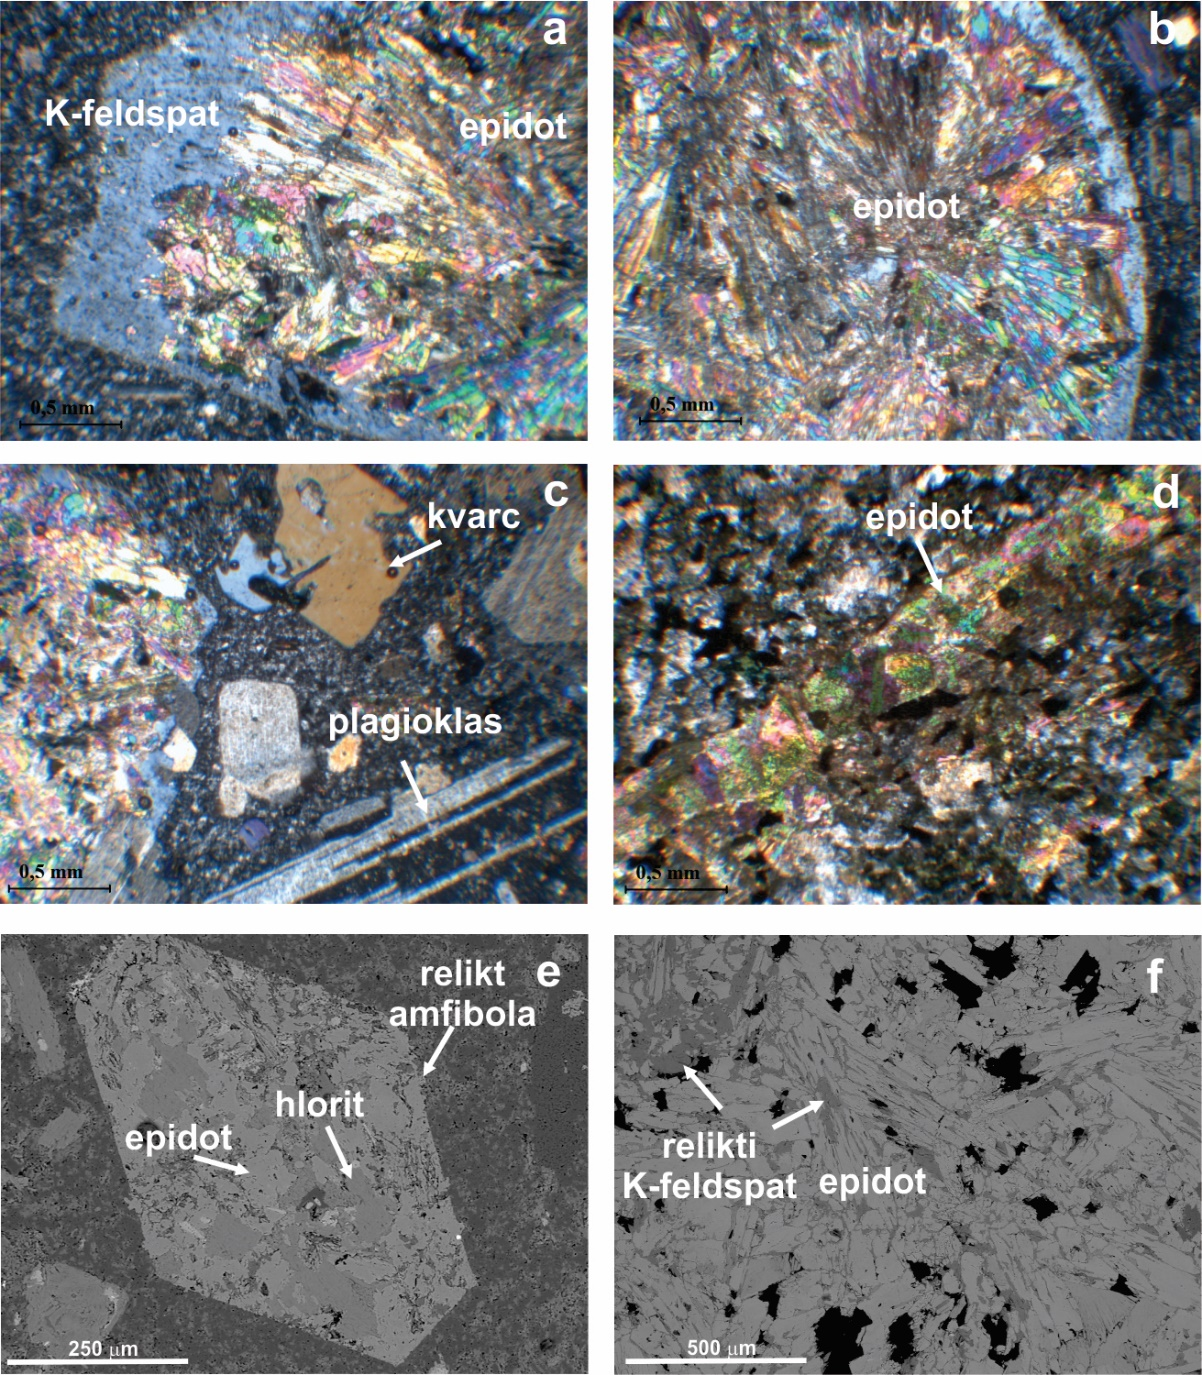 a
K-feldspat
epidot
0,5 mm
b
epidot
0,5 mm
c
kvarc
plagioklas
0,5 mm
d
epidot
0,5 mm
e
relikt
amfibola
hlorit
epidot
250 μm
f
relikti
K-feldspat
epidot
500 μm